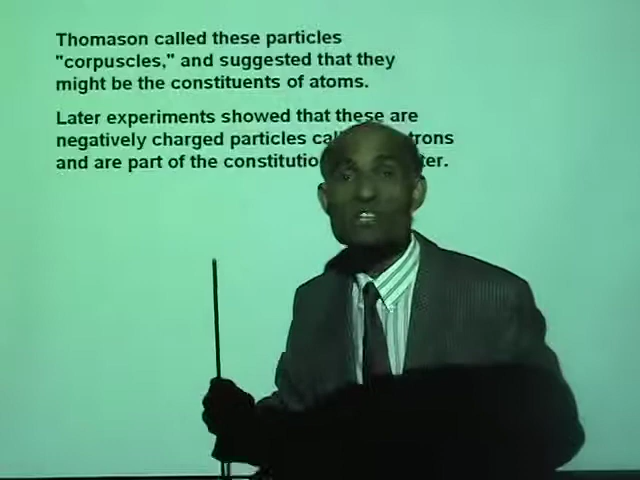 Thomason called these particles
"corpuscles," and suggested that they
might be the constituents of atoms.
Later experiments showed that these are
negatively charged particles
and are part of the